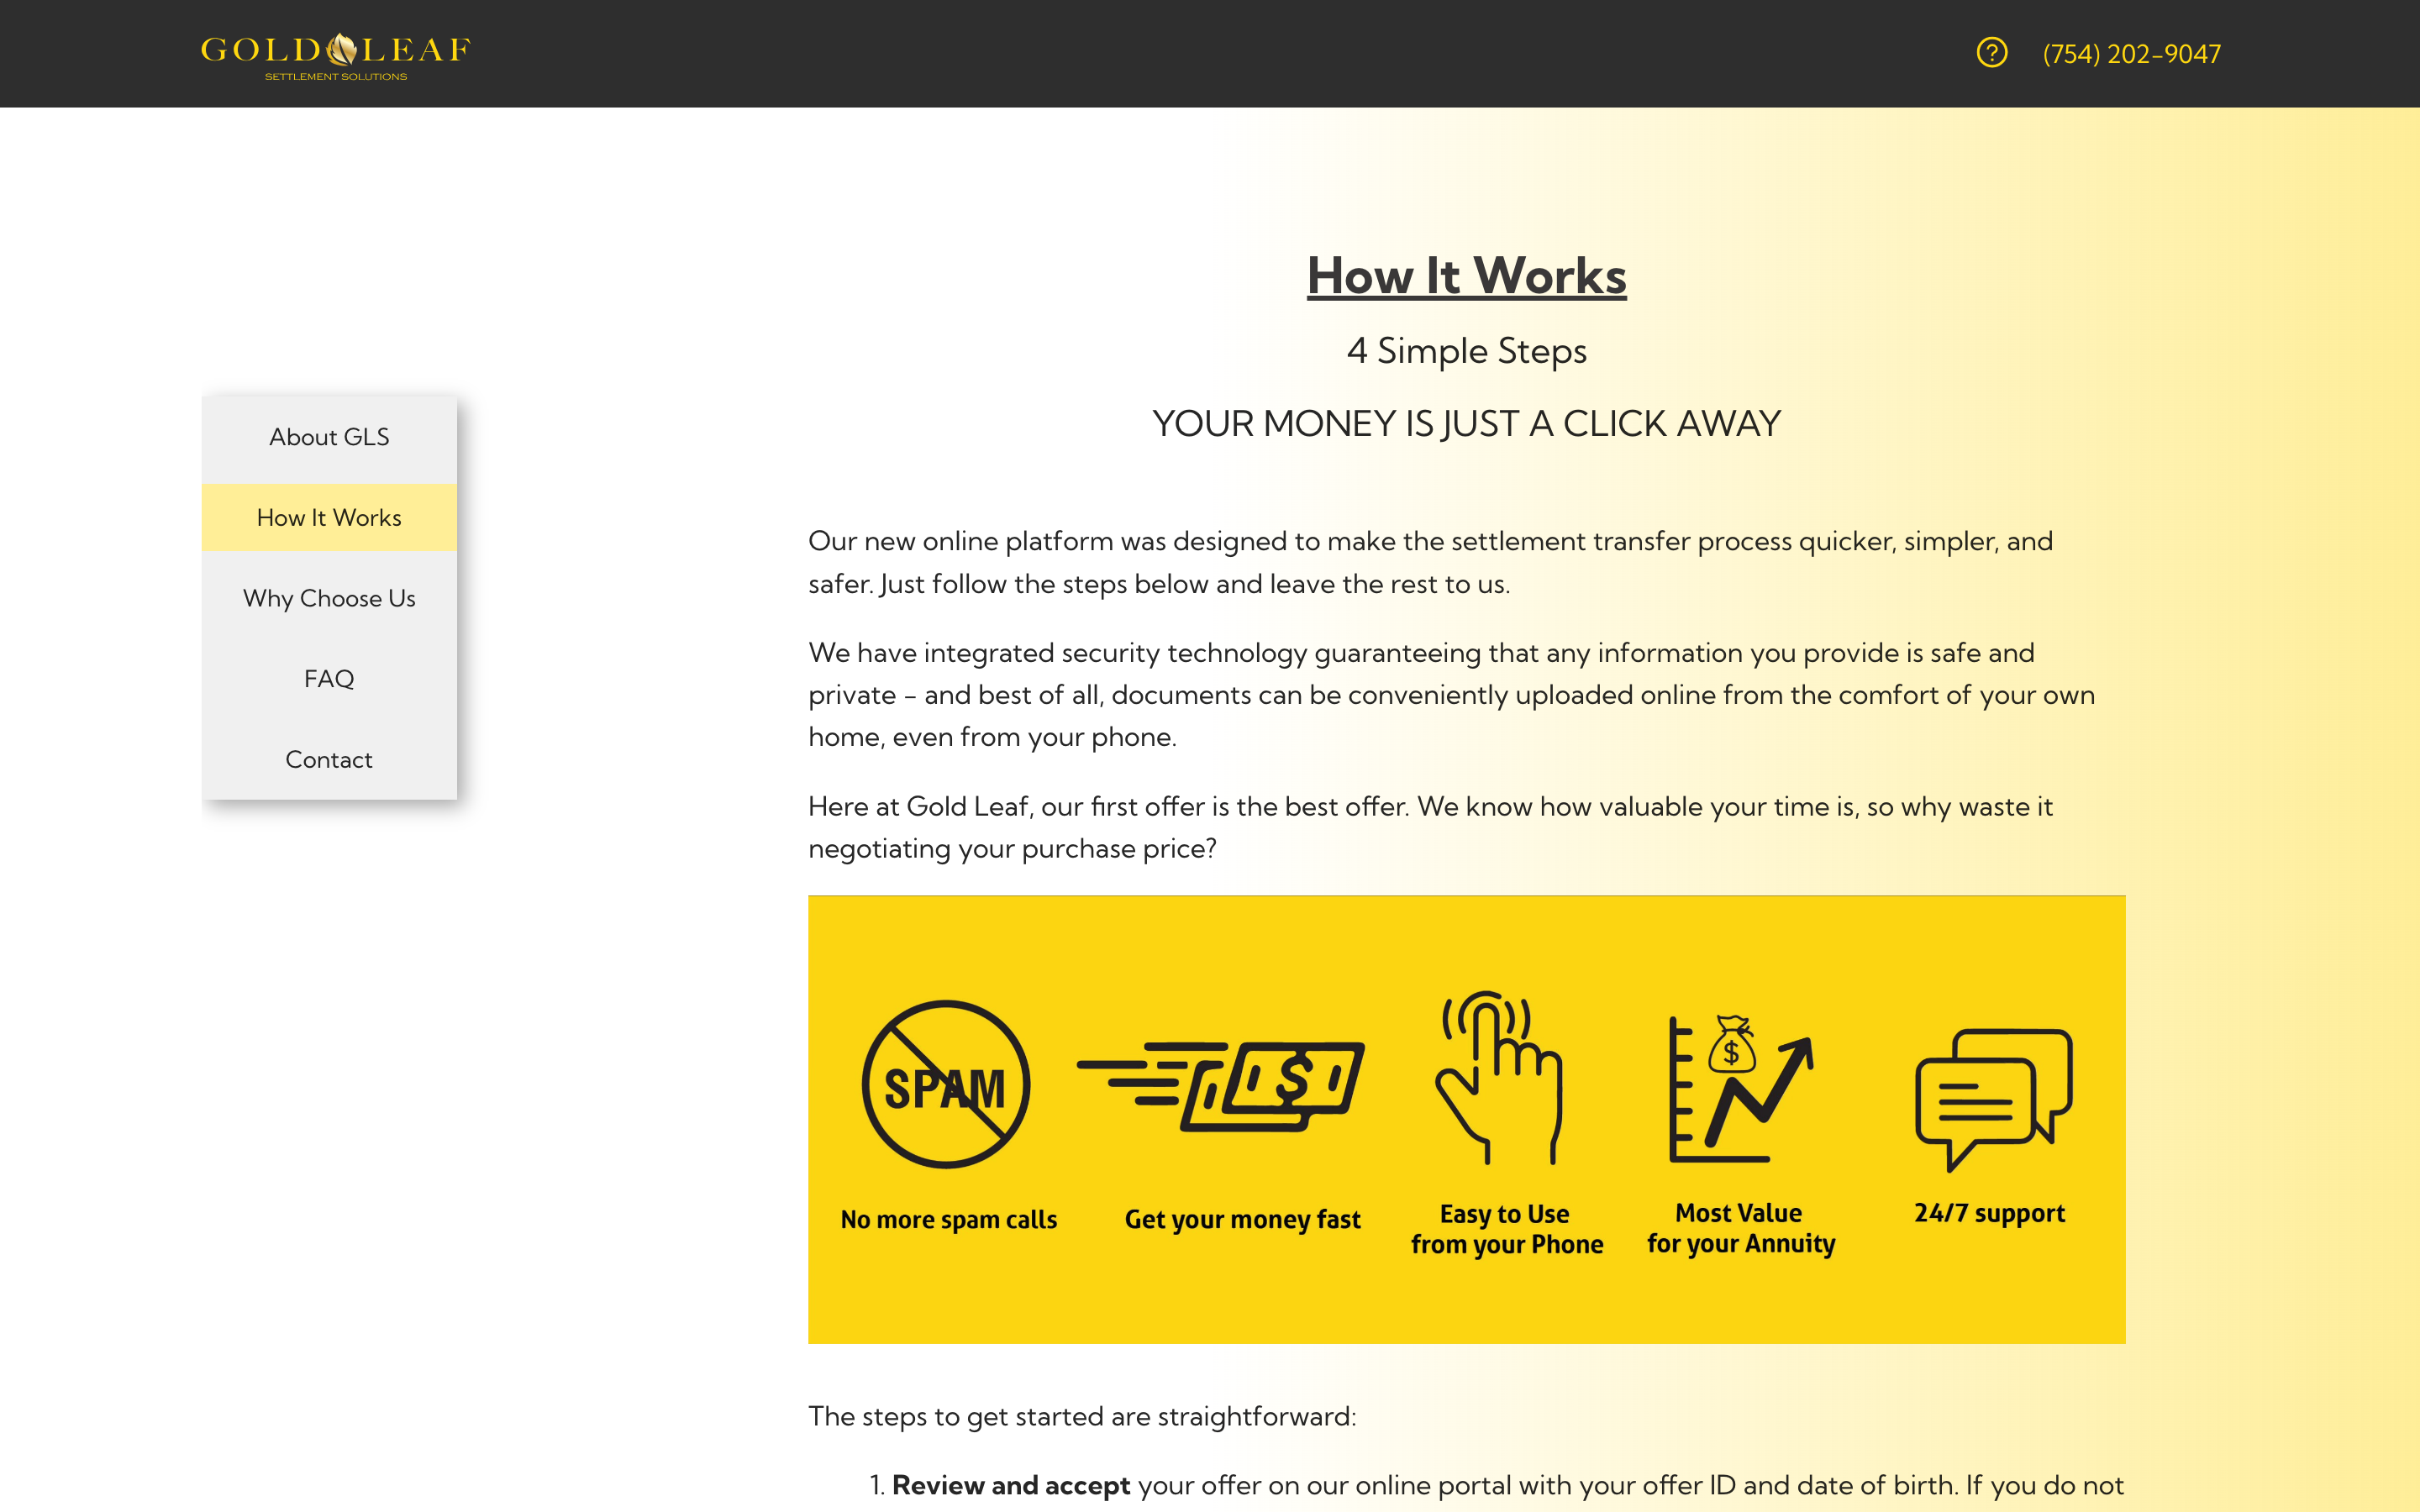 GOLD LEAF
SETTLEMENT SOLUTIONS
(754) 202-9047
About GLS
How It Works
Why Choose Us
FAQ
Contact
How It Works
4 Simple Steps
YOUR MONEY IS JUST A CLICK AWAY
Our new online platform was designed to make the settlement transfer process quicker, simpler, and
safer. Just follow the steps below and leave the rest to us.
We have integrated security technology guaranteeing that any information you provide is safe and
private - and best of all, documents can be conveniently uploaded online from the comfort of your own
home, even from your phone.
Here at Gold Leaf, our first offer is the best offer. We know how valuable your time is, so why waste it
negotiating your purchase price?
SPAM
No more spam calls
$
Get your money fast
Easy to Use
from your Phone
$
Most Value
for your Annuity
24/7 support
The steps to get started are straightforward:
1. Review and accept your offer on our online portal with your offer ID and date of birth. If you do not